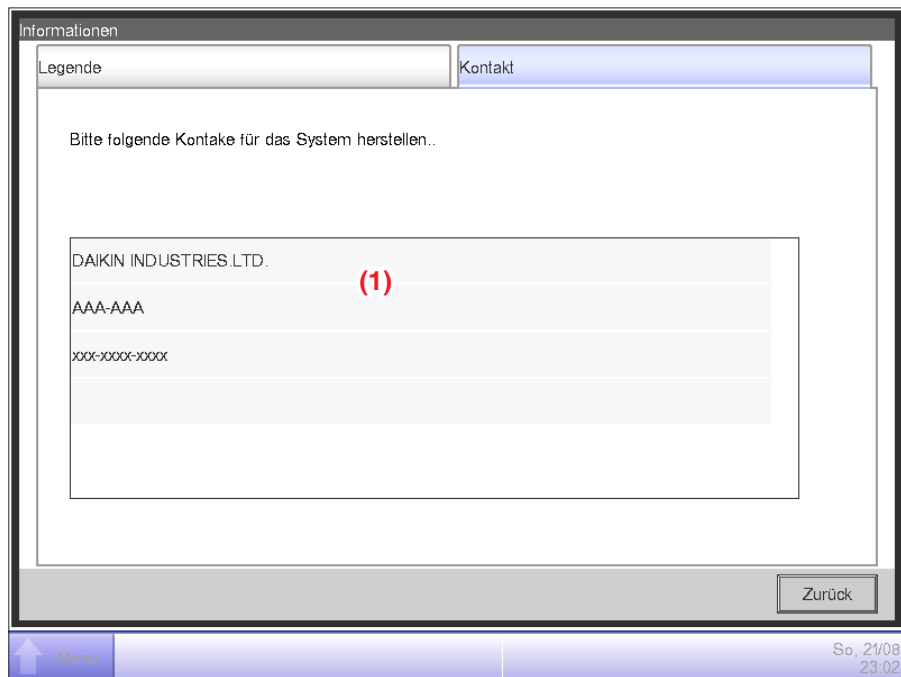 Informationen
Legende
Kontakt
Bitte folgende Kontake für das System herstellen..
DAIKIN INDUSTRIES.LTD.
(1)
AAA-AAA
xxx-xxxx-xxxx
Zurück
Menü
So, 21/08
23:02